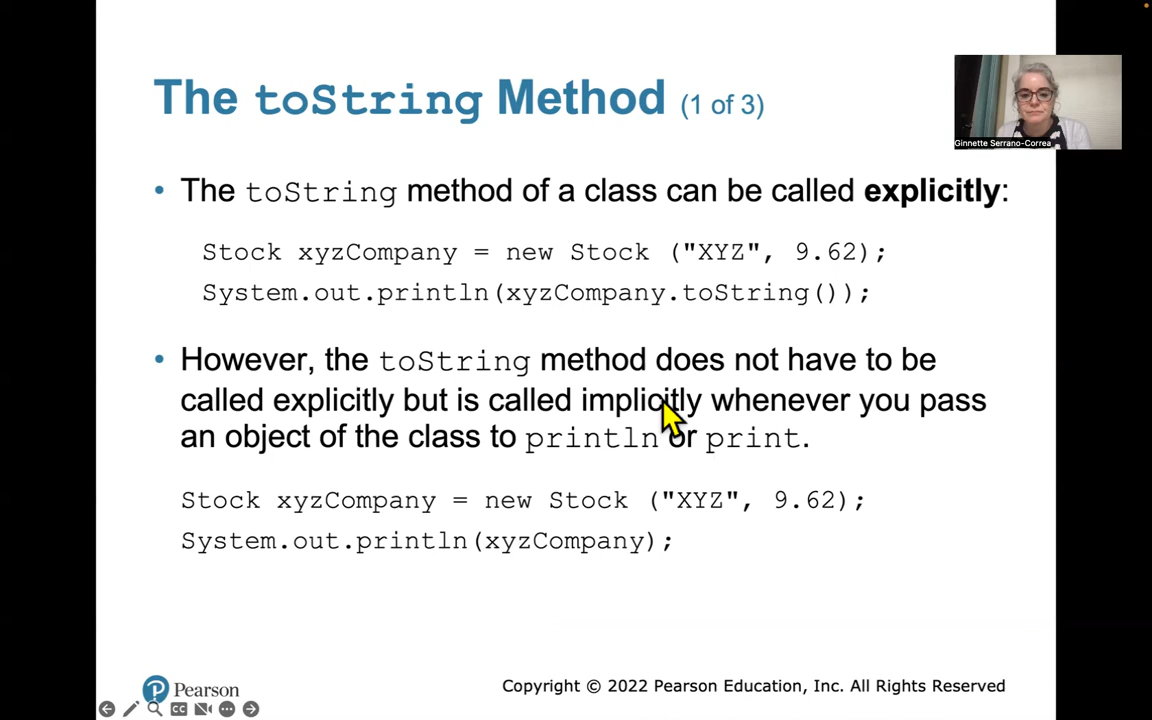 The toString Method (1 of 3)
Ginnette Serrano-Correa
• The toString method of a class can be called explicitly:
Stock xyzCompany = new Stock ("XYZ", 9.62);
System.out.println(xyzCompany.toString());
• However, the toString method does not have to be
called explicitly but is called implicitly whenever you pass
an object of the class to println or print.
Stock xyzCompany = new Stock ("XYZ", 9.62);
System.out.println(xyzCompany);
Pearson
Copyright © 2022 Pearson Education, Inc. All Rights Reserved
CC